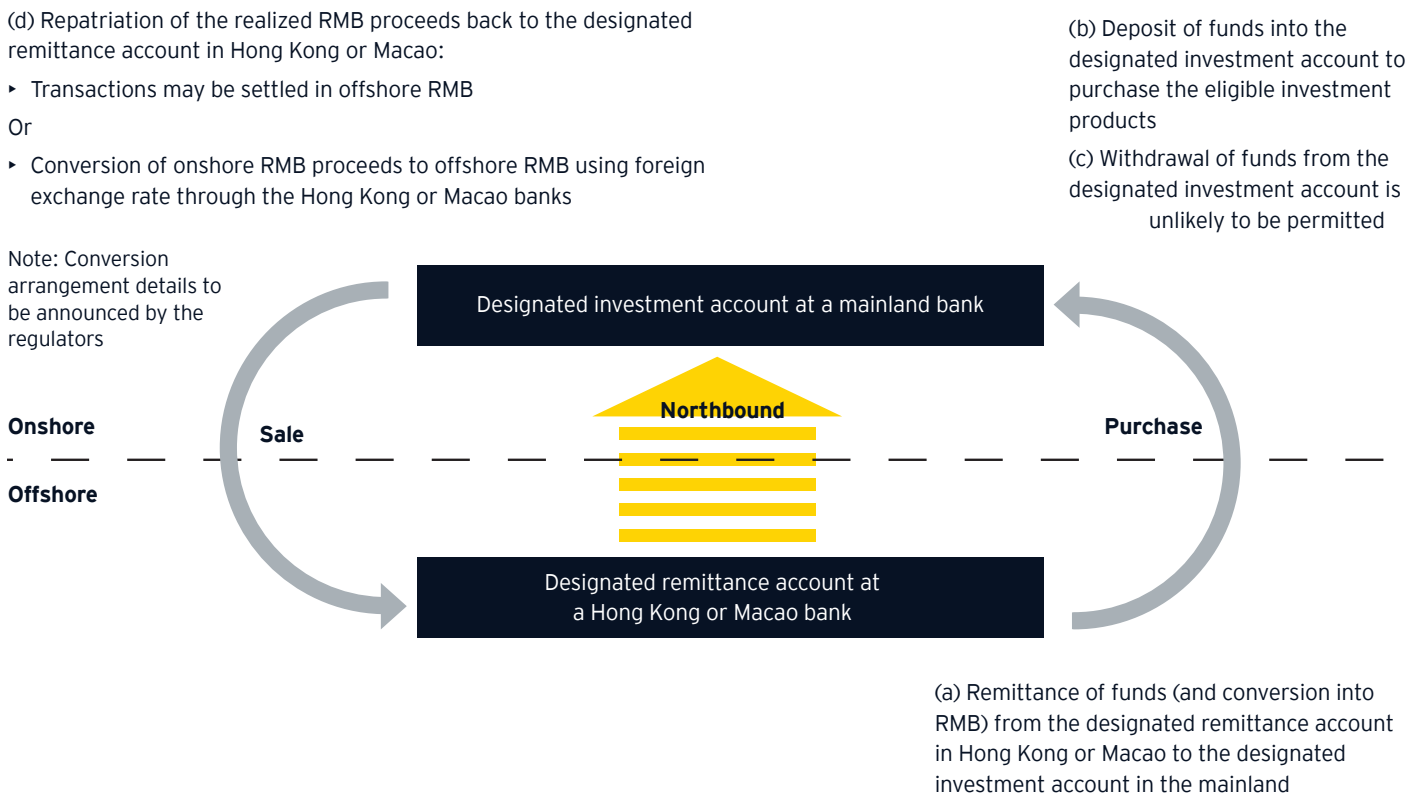 (d) Repatriation of the realized RMB proceeds back to the designated
remittance account in Hong Kong or Macao:
‣ Transactions may be settled in offshore RMB
Or
‣ Conversion of onshore RMB proceeds to offshore RMB using foreign
exchange rate through the Hong Kong or Macao banks
(b) Deposit of funds into the
designated investment account to
purchase the eligible investment
products
(c) Withdrawal of funds from the
designated investment account is
unlikely to be permitted
Note: Conversion
arrangement details to
be announced by the
regulators
Designated investment account at a mainland bank
Northbound
Onshore
Sale
Purchase
Offshore
Designated remittance account at
a Hong Kong or Macao bank
(a) Remittance of funds (and conversion into
RMB) from the designated remittance account
in Hong Kong or Macao to the designated
investment account in the mainland